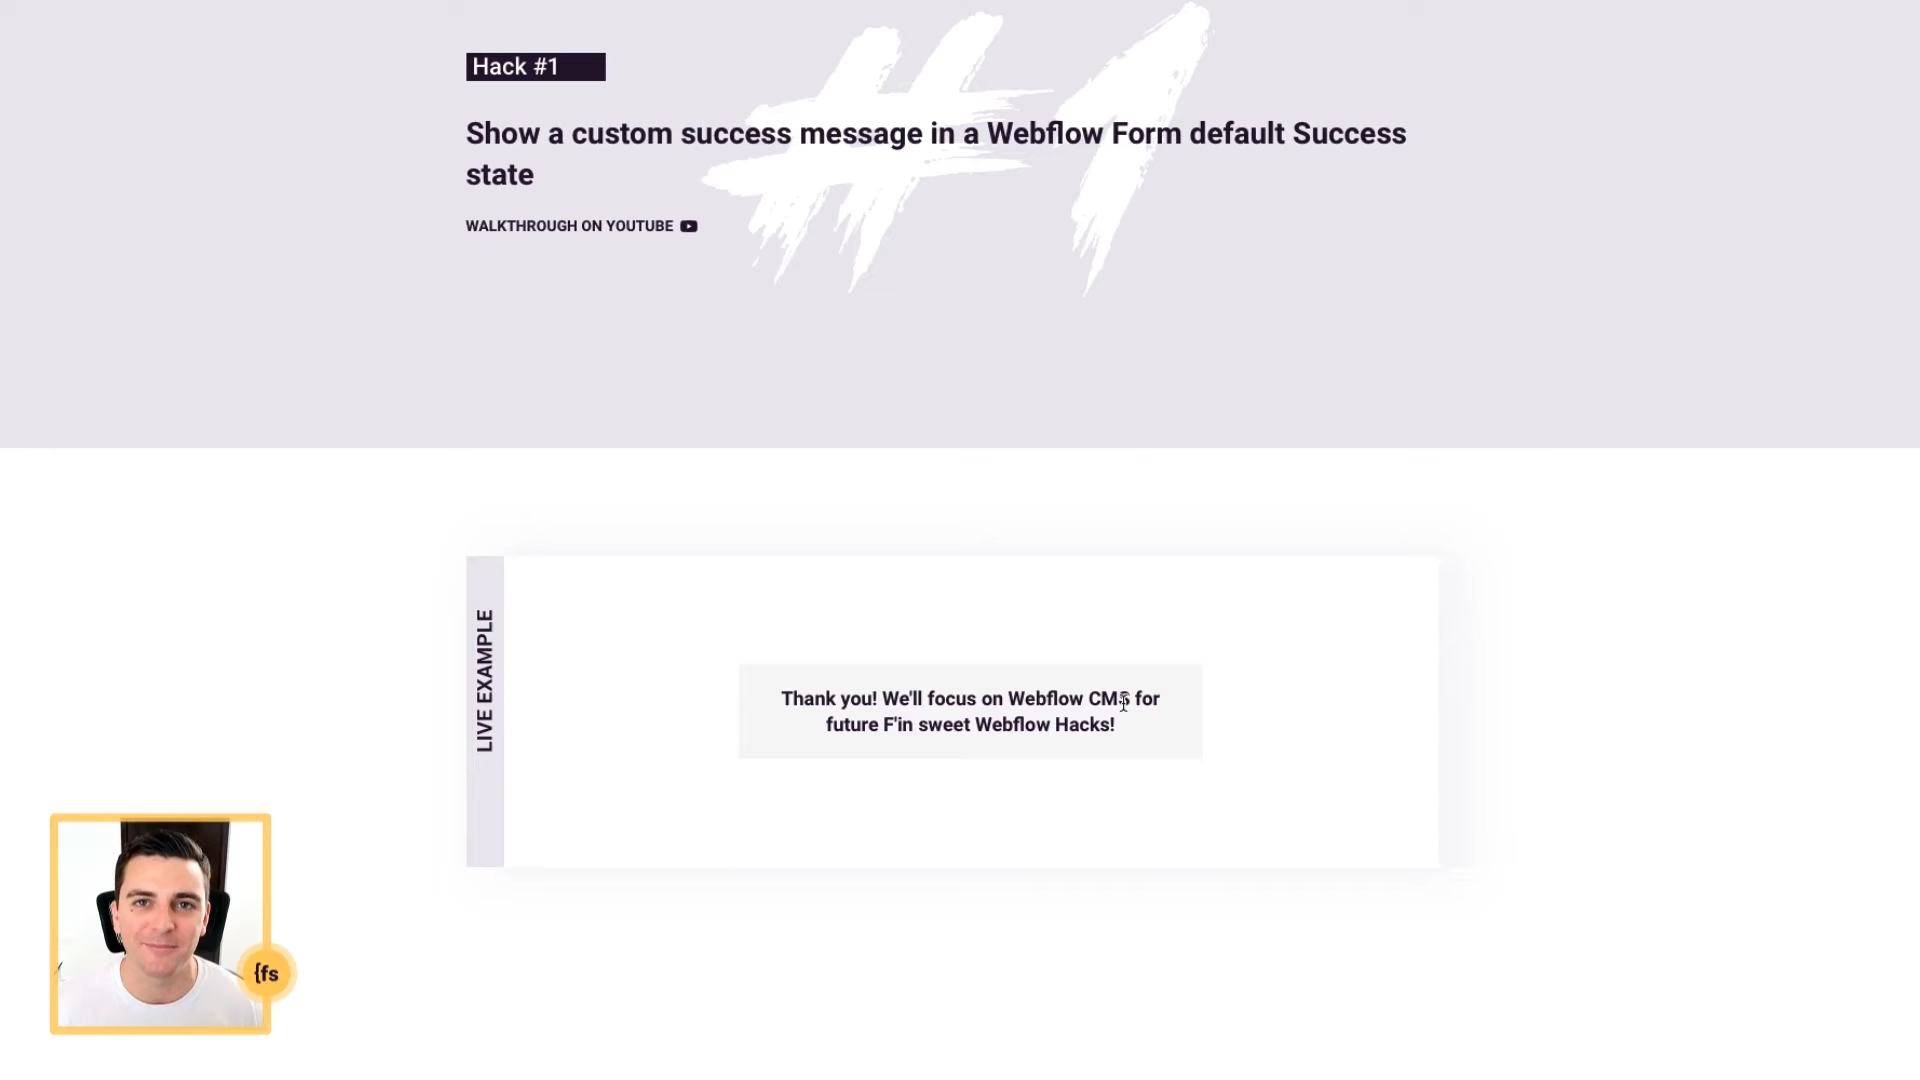 Hack #1
#1
Show a custom success message in a Webflow Form default Success
state
WALKTHROUGH ON YOUTUBE
LIVE EXAMPLE
Thank you! We'll focus on Webflow CMS for
future F'in sweet Webflow Hacks!
{fs